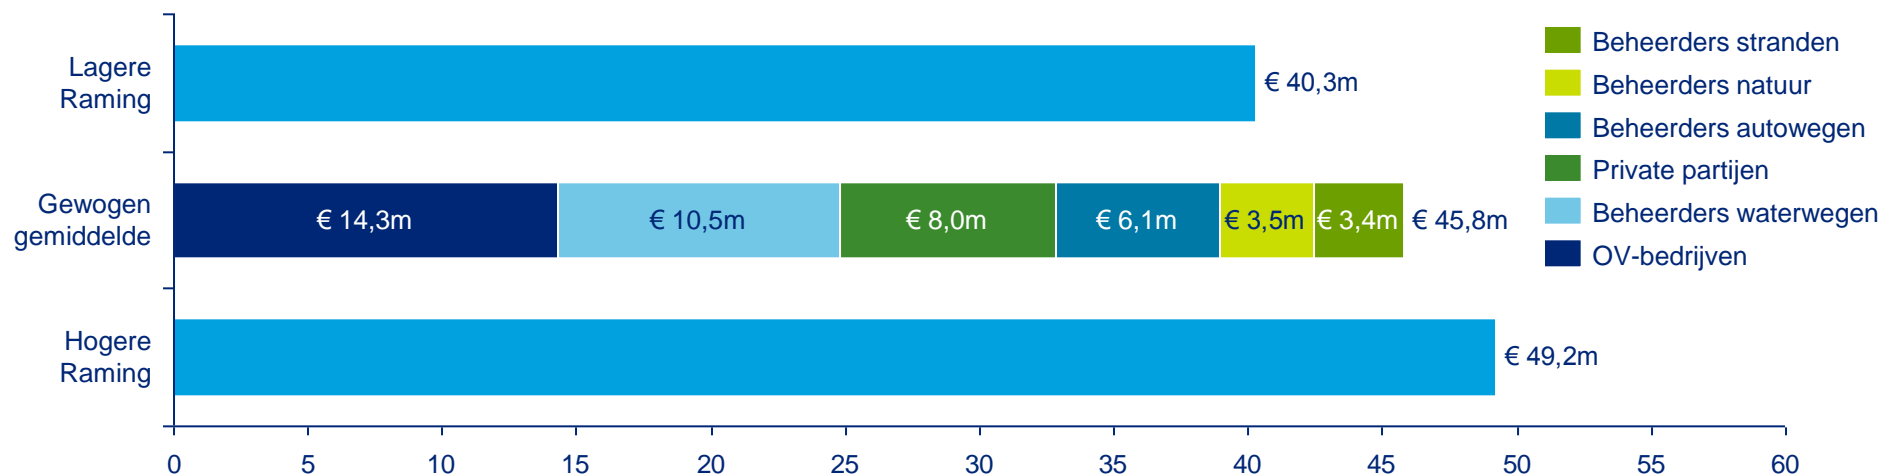 Lagere
Raming
€ 40,3m
Gewogen
gemiddelde
€ 14,3m
€ 10,5m
€ 8,0m
€ 6,1m
€ 3,5m
€ 3,4m
€ 45,8m
Hogere
Raming
€ 49,2m
0 5 10 15 20 25 30 35 40 45 50 55 60
Beheerders stranden
Beheerders natuur
Beheerders autowegen
Private partijen
Beheerders waterwegen
OV-bedrijven